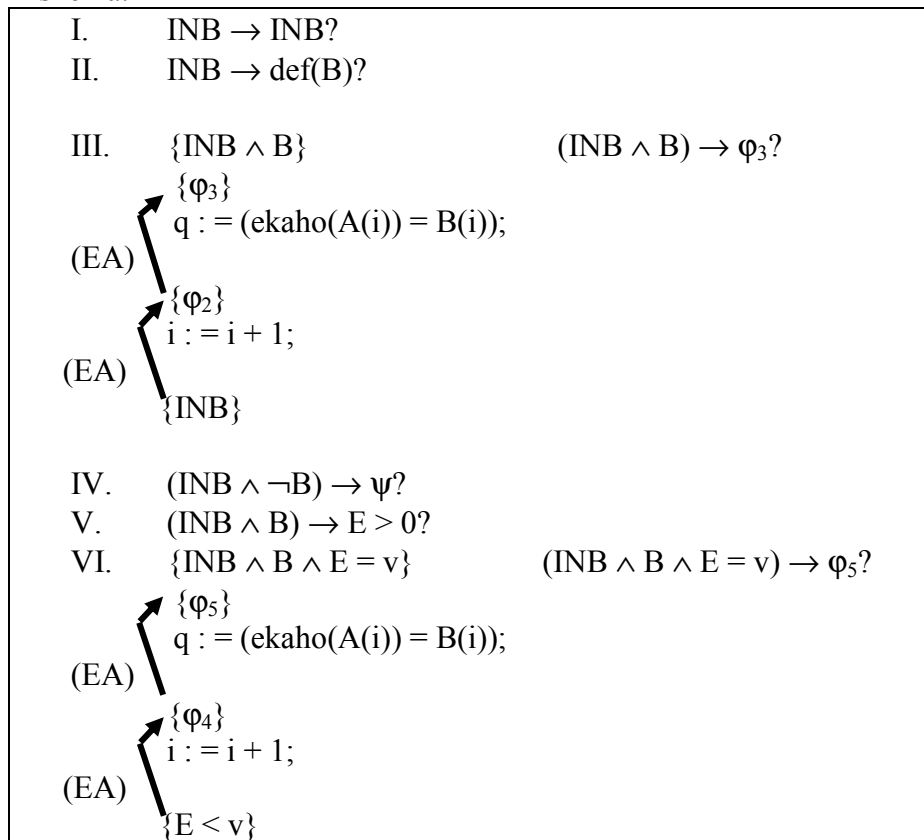 I. INB → INB?
II. INB → def(B)?
III. {INB ∧ B} (INB ∧ B) → φ₃?
{φ₃}
q : = (ekaho(A(i)) = B(i));
(EA)
{φ₂}
i : = i + 1;
(EA)
{INB}
IV. (INB ∧ ¬B) → ψ?
V. (INB ∧ B) → E > 0?
VI. {INB ∧ B ∧ E = v} (INB ∧ B ∧ E = v) → φ₅?
{φ₅}
q : = (ekaho(A(i)) = B(i));
(EA)
{φ₄}
i : = i + 1;
(EA)
{E < v}